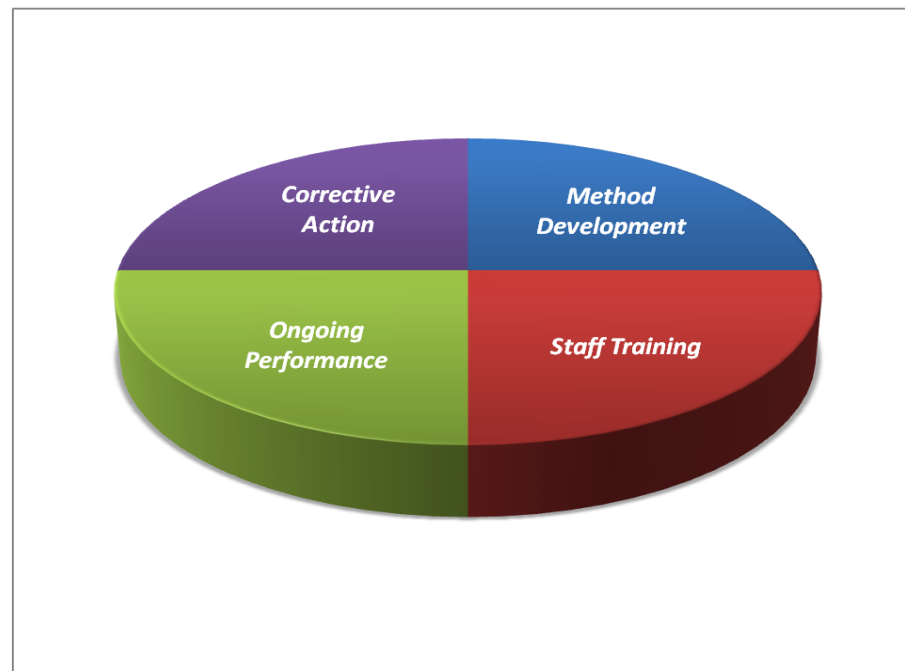 Corrective
Action
Method
Development
Ongoing
Performance
Staff Training